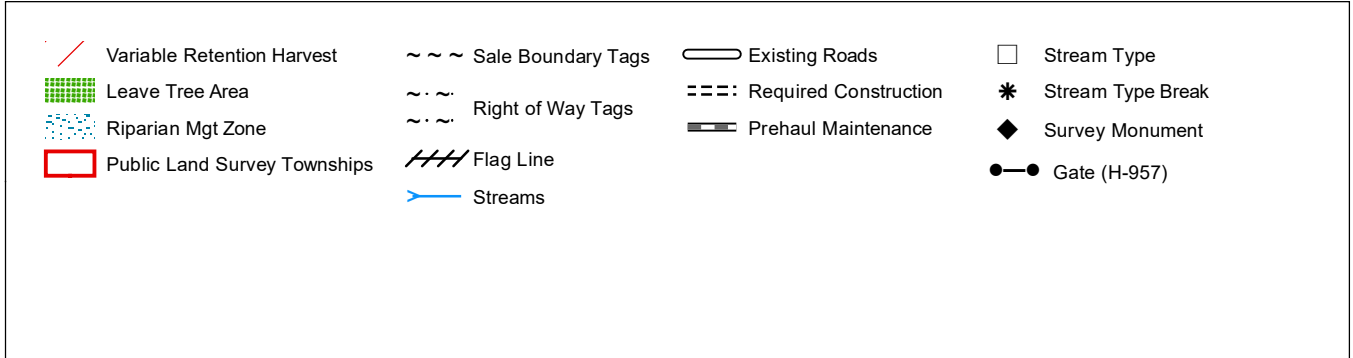 Variable Retention Harvest
Leave Tree Area
Riparian Mgt Zone
Public Land Survey Townships
Sale Boundary Tags
Right of Way Tags
Flag Line
Streams
Existing Roads
Required Construction
Prehaul Maintenance
Stream Type
Stream Type Break
Survey Monument
Gate (H-957)